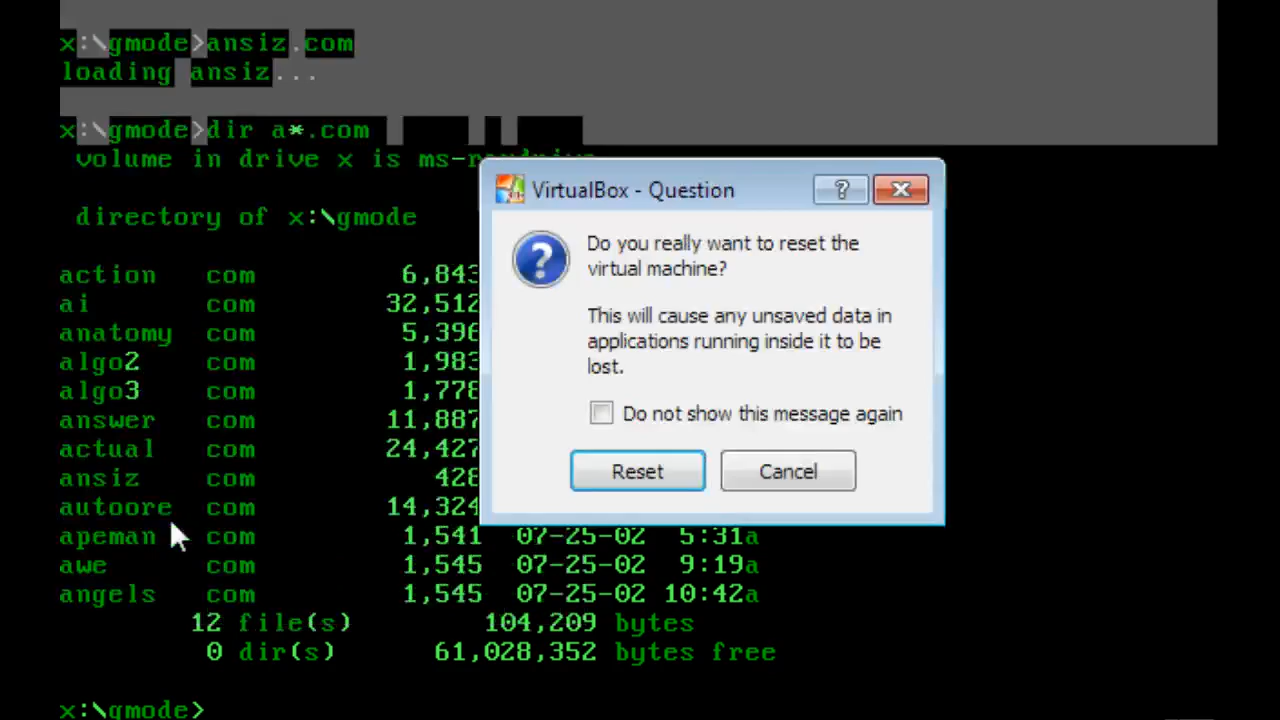 x:\gmode>ansiz.com
loading ansiz...
x:\gmode>dir a*.com
volume in drive x is
VirtualBox - Question
directory of x:\gmode
Do you really want to reset the
virtual machine?
This will cause any unsaved data in
applications running inside it to be
lost.
Do not show this message again
Reset
Cancel
action com 6,843
ai com 32,512
anatomy com 5,396
algo2 com 1,983
algo3 com 1,778
answer com 11,887
actual com 24,427
ansiz com 428
autoore com 14,324
apeman com 1,541 07-25-02 5:31a
awe com 1,545 07-25-02 9:19a
angels com 1,545 07-25-02 10:42a
12 file(s) 104,209 bytes
0 dir(s) 61,028,352 bytes free
x:\gmode>